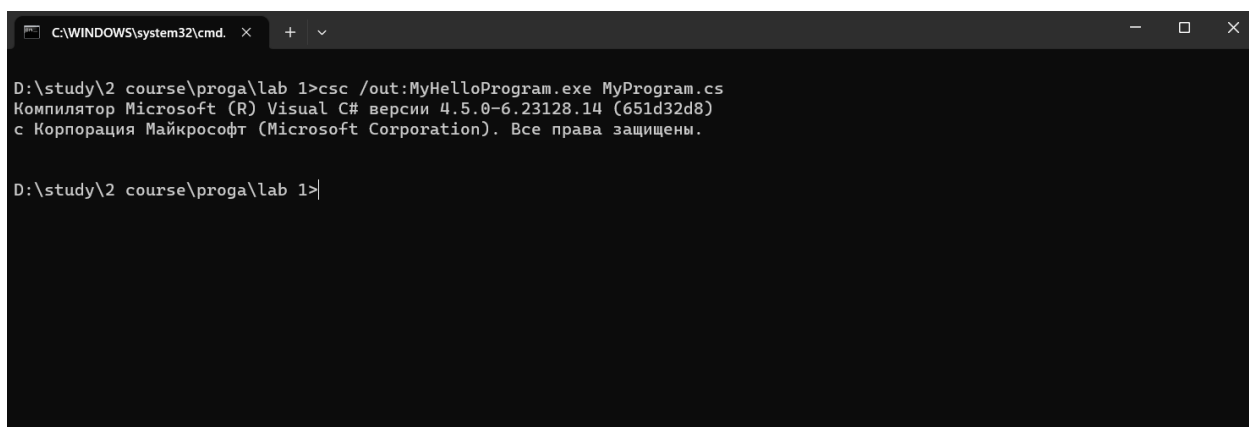 C:\WINDOWS\system32\cmd.
D:\study\2 course\proga\lab 1>csc /out:MyHelloProgram.exe MyProgram.cs
Компилятор Microsoft (R) Visual C# версии 4.5.0-6.23128.14 (651d32d8)
с Корпорация Майкрософт (Microsoft Corporation). Все права защищены.
D:\study\2 course\proga\lab 1>